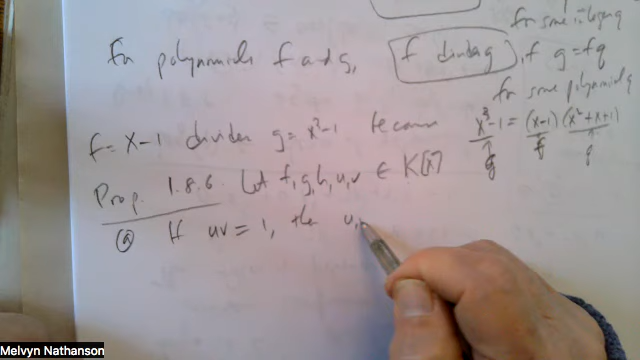 for some integer q
For polynomials f and g, f divides g if g = fq
for some polynomial q
f = x-1 divides g = x³-1 because x³-1 = (x-1)(x²+x+1)
g f q
Prop. 1.8.6. Let f, g, h, u, v ∈ K[x]
(a) If uv = 1, then u,
Melvyn Nathanson